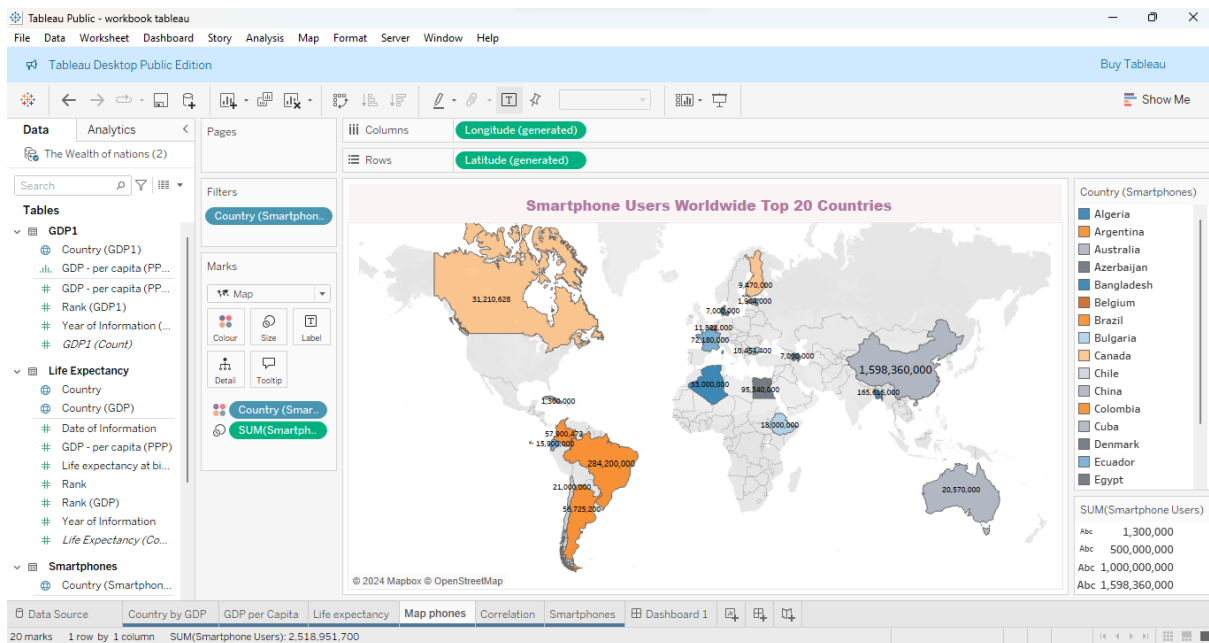 Tableau Public - workbook tableau
File Data Worksheet Dashboard Story Analysis Map Format Server Window Help
Tableau Desktop Public Edition
Buy Tableau
Show Me
Data Analytics
The Wealth of nations (2)
Search
Tables
GDP1
Country (GDP1)
GDP - per capita (PP...
GDP - per capita (PP...
Rank (GDP1)
Year of Information (...
GDP1 (Count)
Life Expectancy
Country
Country (GDP)
Date of Information
GDP - per capita (PPP)
Life expectancy at bi...
Rank
Rank (GDP)
Year of Information
Life Expectancy (Co...
Smartphones
Country (Smartphon...
Pages
Filters
Country (Smartphon..
Marks
Map
Colour Size Label
Detail Tooltip
Country (Smar..
SUM(Smartph..
Columns Longitude (generated)
Rows Latitude (generated)
Smartphone Users Worldwide Top 20 Countries
31,210,628
9,470,000
7,000,000
72,180,000
10,454,400
7,000,000
1,598,360,000
33,000,000
95,340,000
165,615,000
1,300,000
18,000,000
57,900,473
15,900,000
284,200,000
21,000,000
56,725,200
20,570,000
© 2024 Mapbox © OpenStreetMap
Country (Smartphones)
Algeria
Argentina
Australia
Azerbaijan
Bangladesh
Belgium
Brazil
Bulgaria
Canada
Chile
China
Colombia
Cuba
Denmark
Ecuador
Egypt
SUM(Smartphone Users)
Abc 1,300,000
Abc 500,000,000
Abc 1,000,000,000
Abc 1,598,360,000
Data Source Country by GDP GDP per Capita Life expectancy Map phones Correlation Smartphones Dashboard 1
20 marks 1 row by 1 column SUM(Smartphone Users): 2,518,951,700